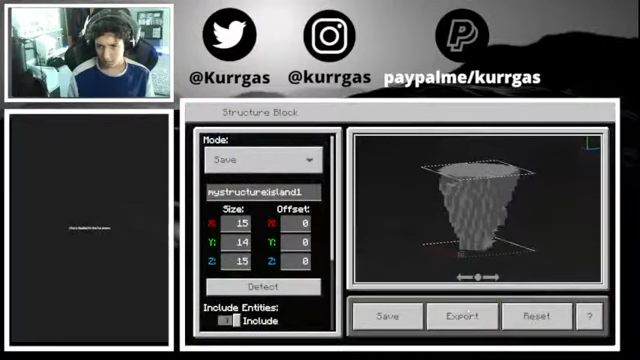 @Kurrgas
@kurrgas
paypalme/kurrgas
Structure Block
Mode:
Save
mystructure:island1
Size:
Offset:
X: 15
X: 0
Y: 14
Y: 0
Z: 15
Z: 0
Detect
Include Entities:
Include
Save
Export
Reset
?